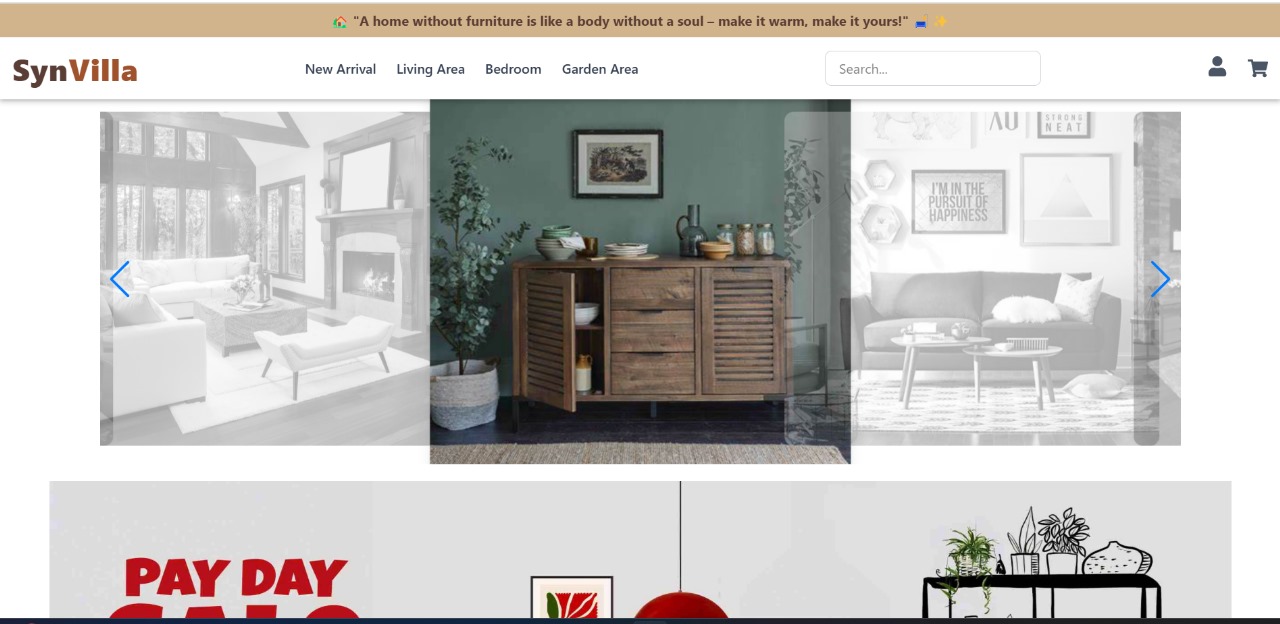 🏠 "A home without furniture is like a body without a soul – make it warm, make it yours!" 🛋️ ✨
SynVilla
New Arrival
Living Area
Bedroom
Garden Area
Search...
AU
STRONG
NEAT
I'M IN THE
PURSUIT OF
HAPPINESS
PAY DAY